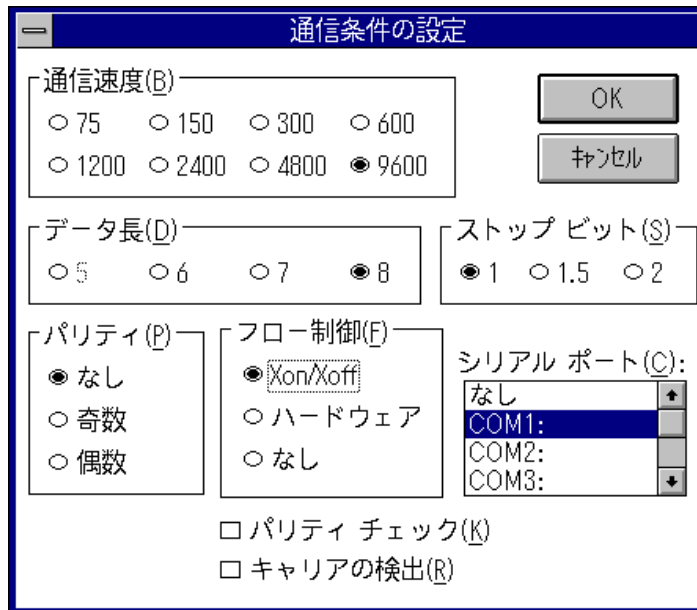 通信条件の設定
通信速度(B)
75 150 300 600
1200 2400 4800 9600
OK
キャンセル
データ長(D)
5 6 7 8
ストップ ビット(S)
1 1.5 2
パリティ(P)
なし
奇数
偶数
フロー制御(F)
Xon/Xoff
ハードウェア
なし
シリアル ポート(C):
なし
COM1:
COM2:
COM3:
パリティ チェック(K)
キャリアの検出(R)